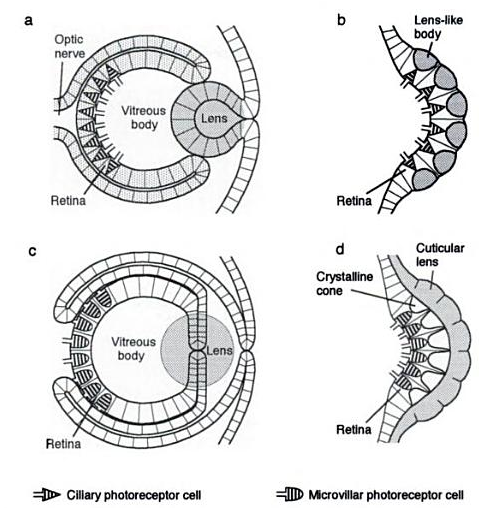 a
Optic
nerve
Vitreous
body
Lens
Retina
b
Lens-like
body
Retina
c
Vitreous
body
Lens
Retina
d
Cuticular
lens
Crystalline
cone
Retina
Ciliary photoreceptor cell
Microvillar photoreceptor cell